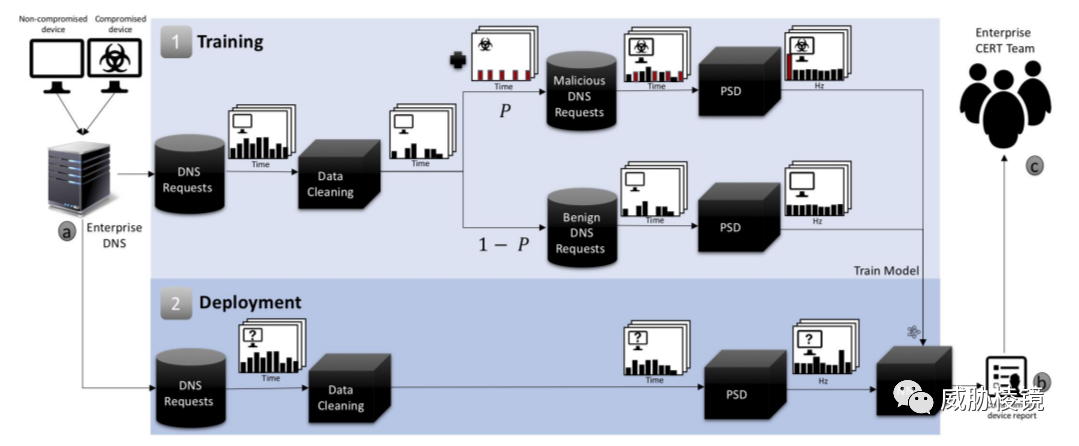 Non-compromised
device
Compromised
device
Enterprise
DNS
a
1 Training
DNS
Requests
Time
Data
Cleaning
Time
P
1 − P
Time
Malicious
DNS
Requests
Time
PSD
Hz
Benign
DNS
Requests
Time
PSD
Hz
Train Model
2 Deployment
DNS
Requests
?
Time
Data
Cleaning
?
Time
PSD
?
Hz
b
device report
c
Enterprise
CERT Team
威胁棱镜